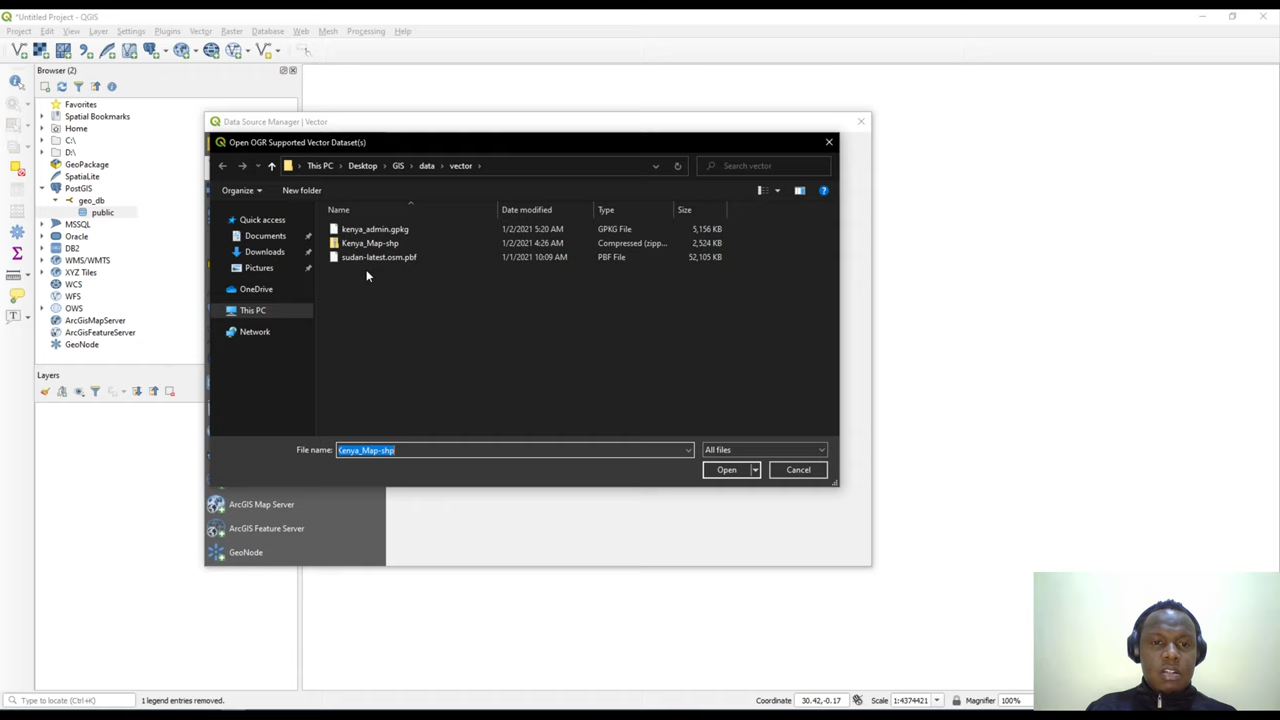 *Untitled Project - QGIS
Project Edit View Layer Settings Plugins Vector Raster Database Web Mesh Processing Help
Browser (2)
Favorites
Spatial Bookmarks
Home
C:\
D:\
GeoPackage
SpatiaLite
PostGIS
geo_db
public
MSSQL
Oracle
DB2
WMS/WMTS
XYZ Tiles
WCS
WFS
OWS
ArcGisMapServer
ArcGisFeatureServer
GeoNode
Layers
Data Source Manager | Vector
Open OGR Supported Vector Dataset(s)
This PC > Desktop > GIS > data > vector >
Search vector
Organize
New folder
Quick access
Documents
Downloads
Pictures
OneDrive
This PC
Network
Name Date modified Type Size
kenya_admin.gpkg 1/2/2021 5:20 AM GPKG File 5,156 KB
Kenya_Map-shp 1/2/2021 4:26 AM Compressed (zipp... 2,524 KB
sudan-latest.osm.pbf 1/1/2021 10:09 AM PBF File 52,105 KB
File name: Kenya_Map-shp All files
Open Cancel
ArcGIS Map Server
ArcGIS Feature Server
GeoNode
Type to locate (Ctrl+K) 1 legend entries removed. Coordinate 30.42,-0.17 Scale 1:4374421 Magnifier 100%